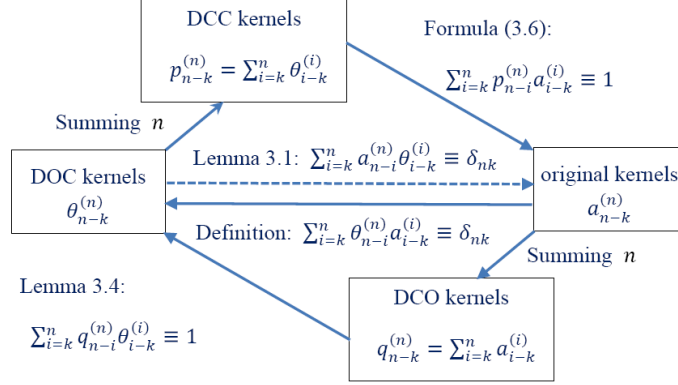 DCC kernels
Formula (3.6):
$p_{n-k}^{(n)} = \sum_{i=k}^{n} \theta_{i-k}^{(i)}$
$\sum_{i=k}^{n} p_{n-i}^{(n)} a_{i-k}^{(i)} \equiv 1$
Summing n
Lemma 3.1: $\sum_{i=k}^{n} a_{n-i}^{(n)} \theta_{i-k}^{(i)} \equiv \delta_{nk}$
DOC kernels
$\theta_{n-k}^{(n)}$
original kernels
$a_{n-k}^{(n)}$
Definition: $\sum_{i=k}^{n} \theta_{n-i}^{(n)} a_{i-k}^{(i)} \equiv \delta_{nk}$
Summing n
Lemma 3.4:
$\sum_{i=k}^{n} q_{n-i}^{(n)} \theta_{i-k}^{(i)} \equiv 1$
DCO kernels
$q_{n-k}^{(n)} = \sum_{i=k}^{n} a_{i-k}^{(i)}$